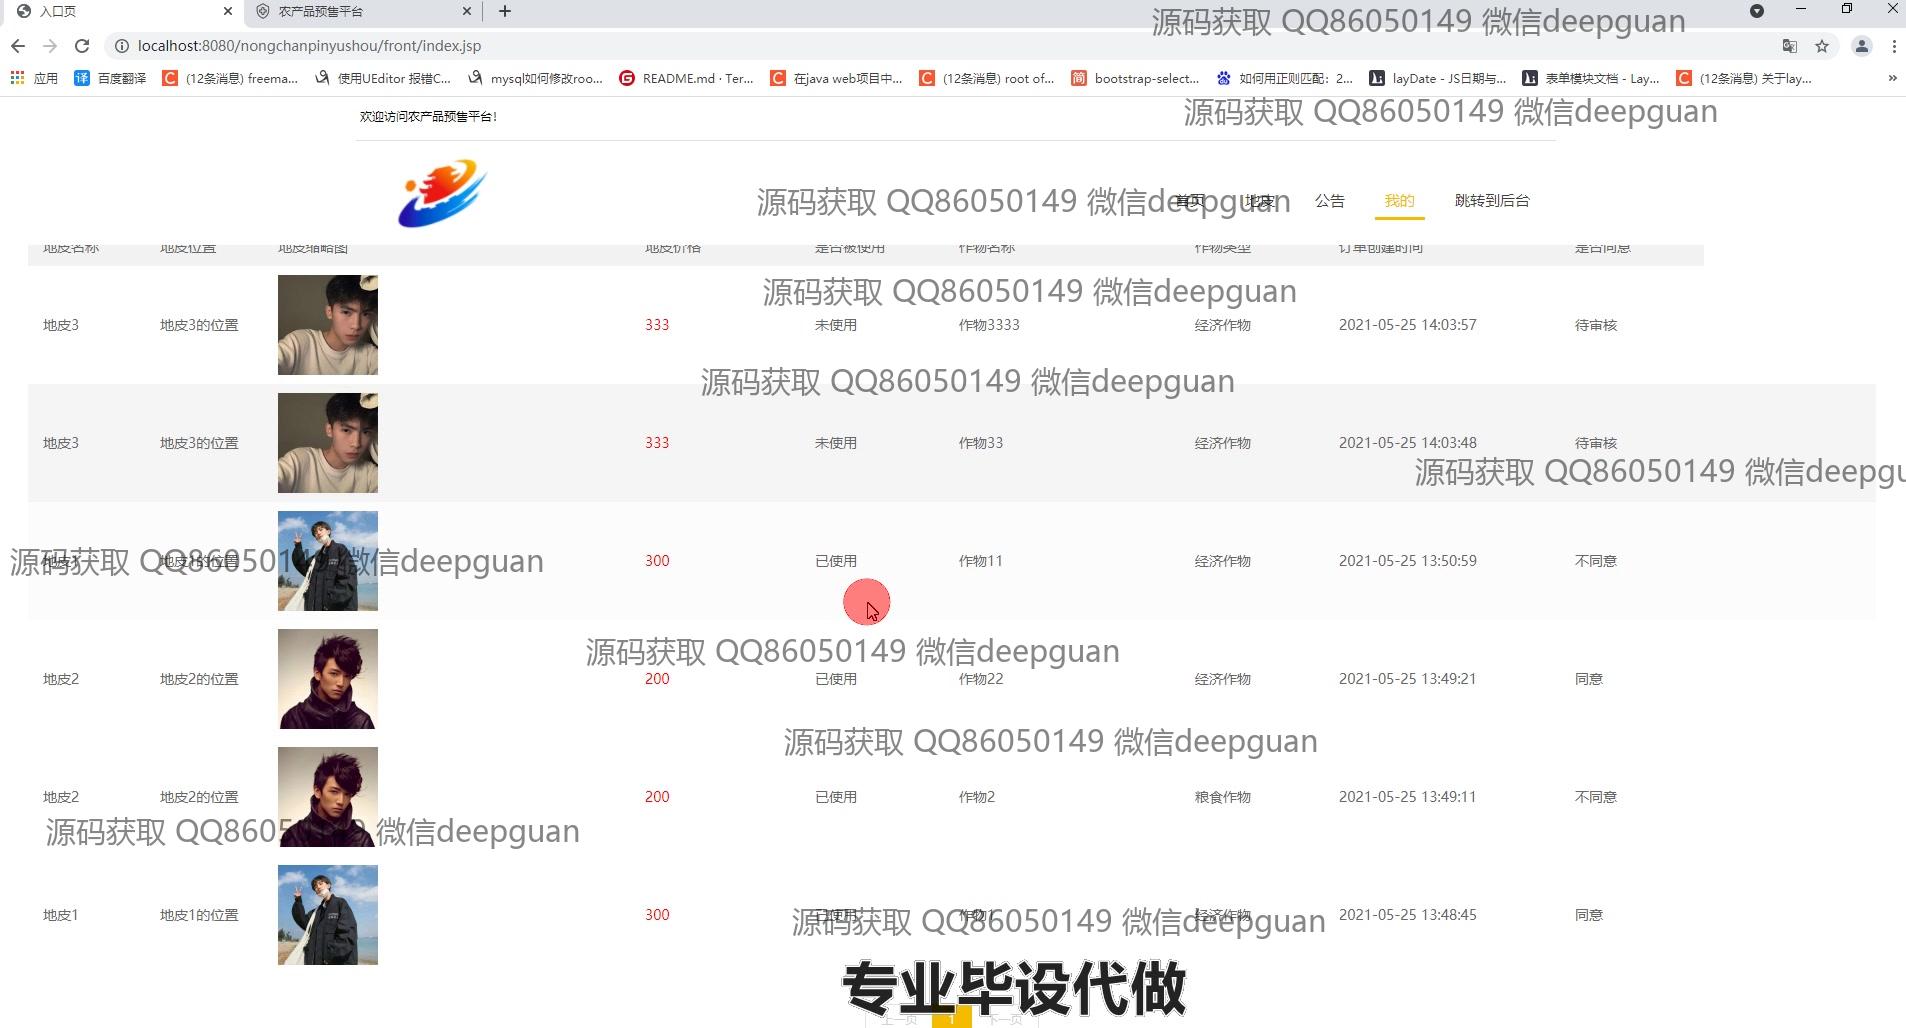 入口页
农产品预售平台
源码获取 QQ86050149 微信deepguan
localhost:8080/nongchanpinyushou/front/index.jsp
应用
百度翻译
(12条消息) freema...
使用UEditor 报错C...
mysql如何修改roo...
README.md · Ter...
在java web项目中...
(12条消息) root of...
bootstrap-select...
如何用正则匹配：2...
layDate - JS日期与...
表单模块文档 - Lay...
(12条消息) 关于lay...
欢迎访问农产品预售平台！
源码获取 QQ86050149 微信deepguan
源码获取 QQ86050149 微信deepguan
首页 地皮 公告 我的 跳转到后台
地皮名称 地皮位置 地皮缩略图 地皮价格 是否被使用 作物名称 作物类型 订单创建时间 是否同意
源码获取 QQ86050149 微信deepguan
地皮3 地皮3的位置 333 未使用 作物3333 经济作物 2021-05-25 14:03:57 待审核
源码获取 QQ86050149 微信deepguan
地皮3 地皮3的位置 333 未使用 作物33 经济作物 2021-05-25 14:03:48 待审核
源码获取 QQ86050149 微信deepgu
地皮1 地皮1的位置 300 已使用 作物11 经济作物 2021-05-25 13:50:59 不同意
源码获取 QQ86050149 微信deepguan
源码获取 QQ86050149 微信deepguan
地皮2 地皮2的位置 200 已使用 作物22 经济作物 2021-05-25 13:49:21 同意
源码获取 QQ86050149 微信deepguan
地皮2 地皮2的位置 200 已使用 作物2 粮食作物 2021-05-25 13:49:11 不同意
源码获取 QQ86050149 微信deepguan
地皮1 地皮1的位置 300 已使用 作物1 经济作物 2021-05-25 13:48:45 同意
源码获取 QQ86050149 微信deepguan
专业毕设代做
上一页 1 下一页